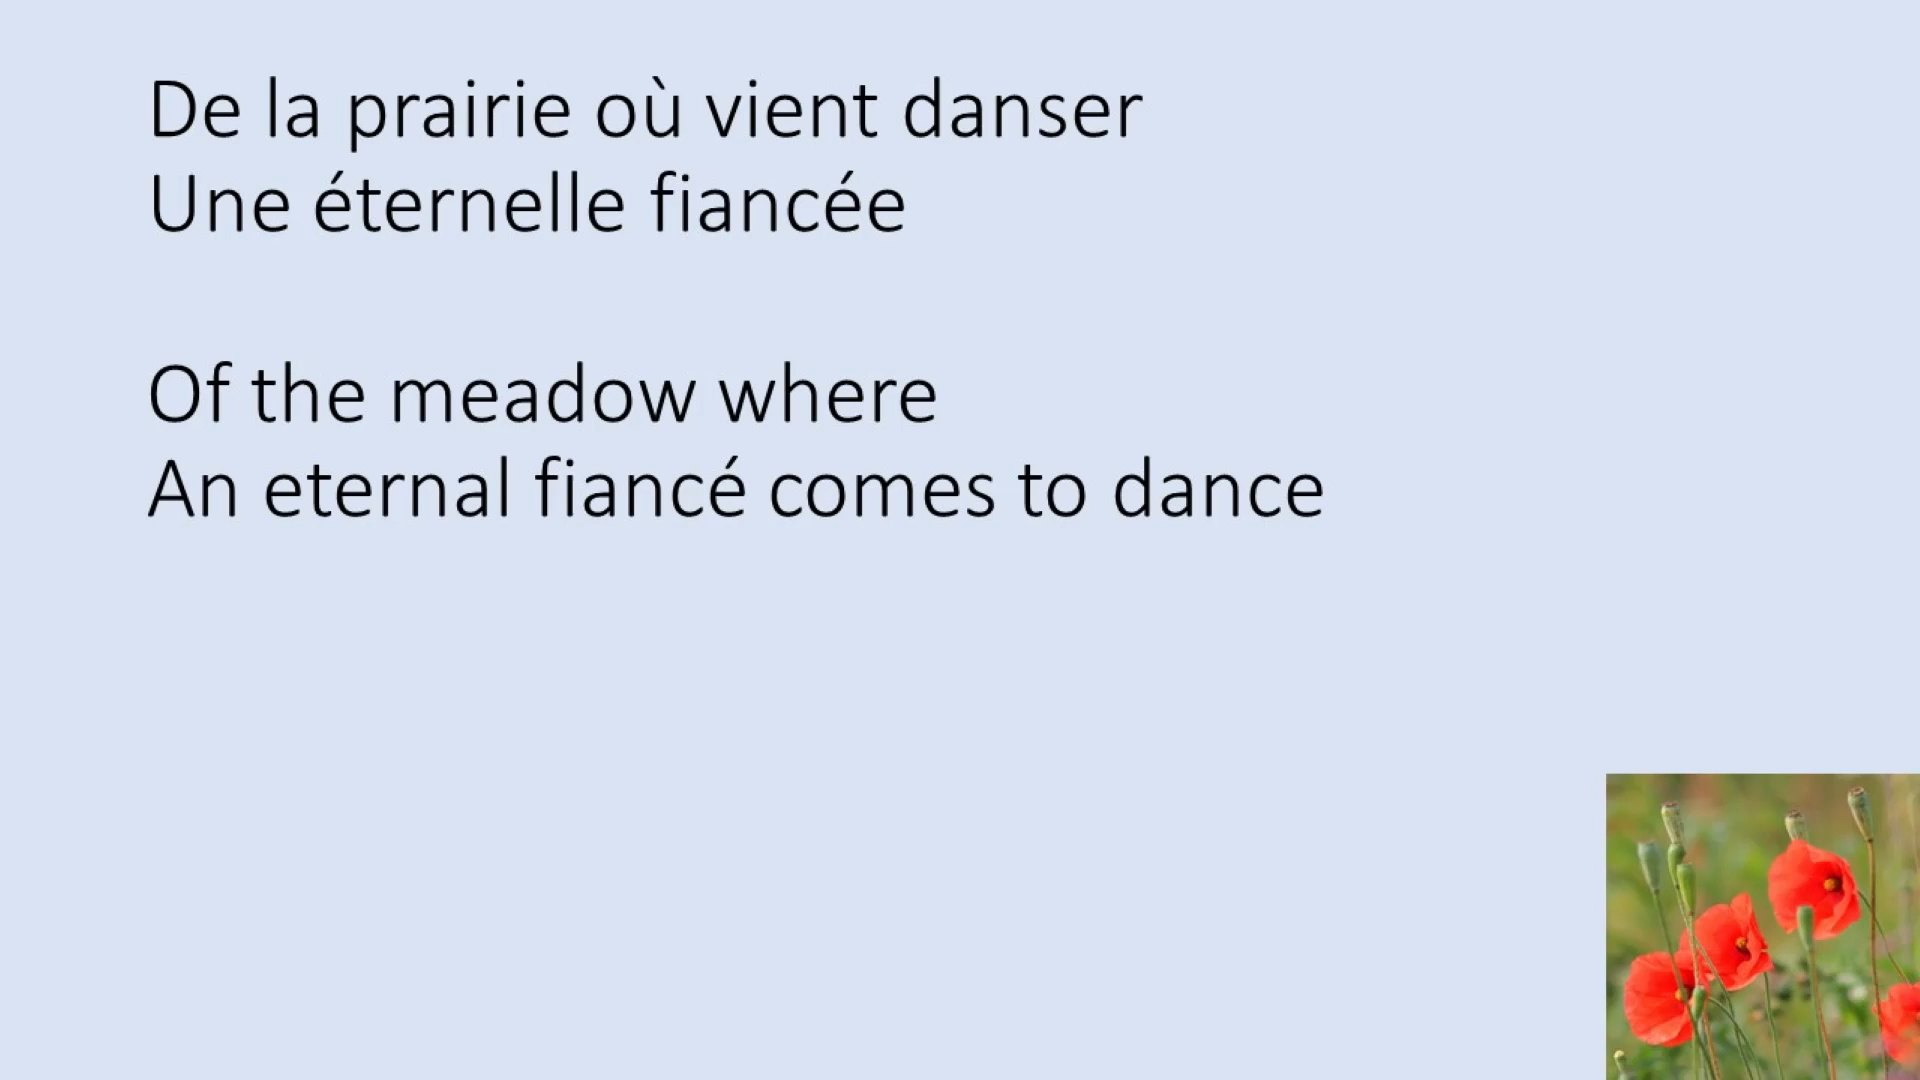 De la prairie où vient danser
Une éternelle fiancée
Of the meadow where
An eternal fiancé comes to dance